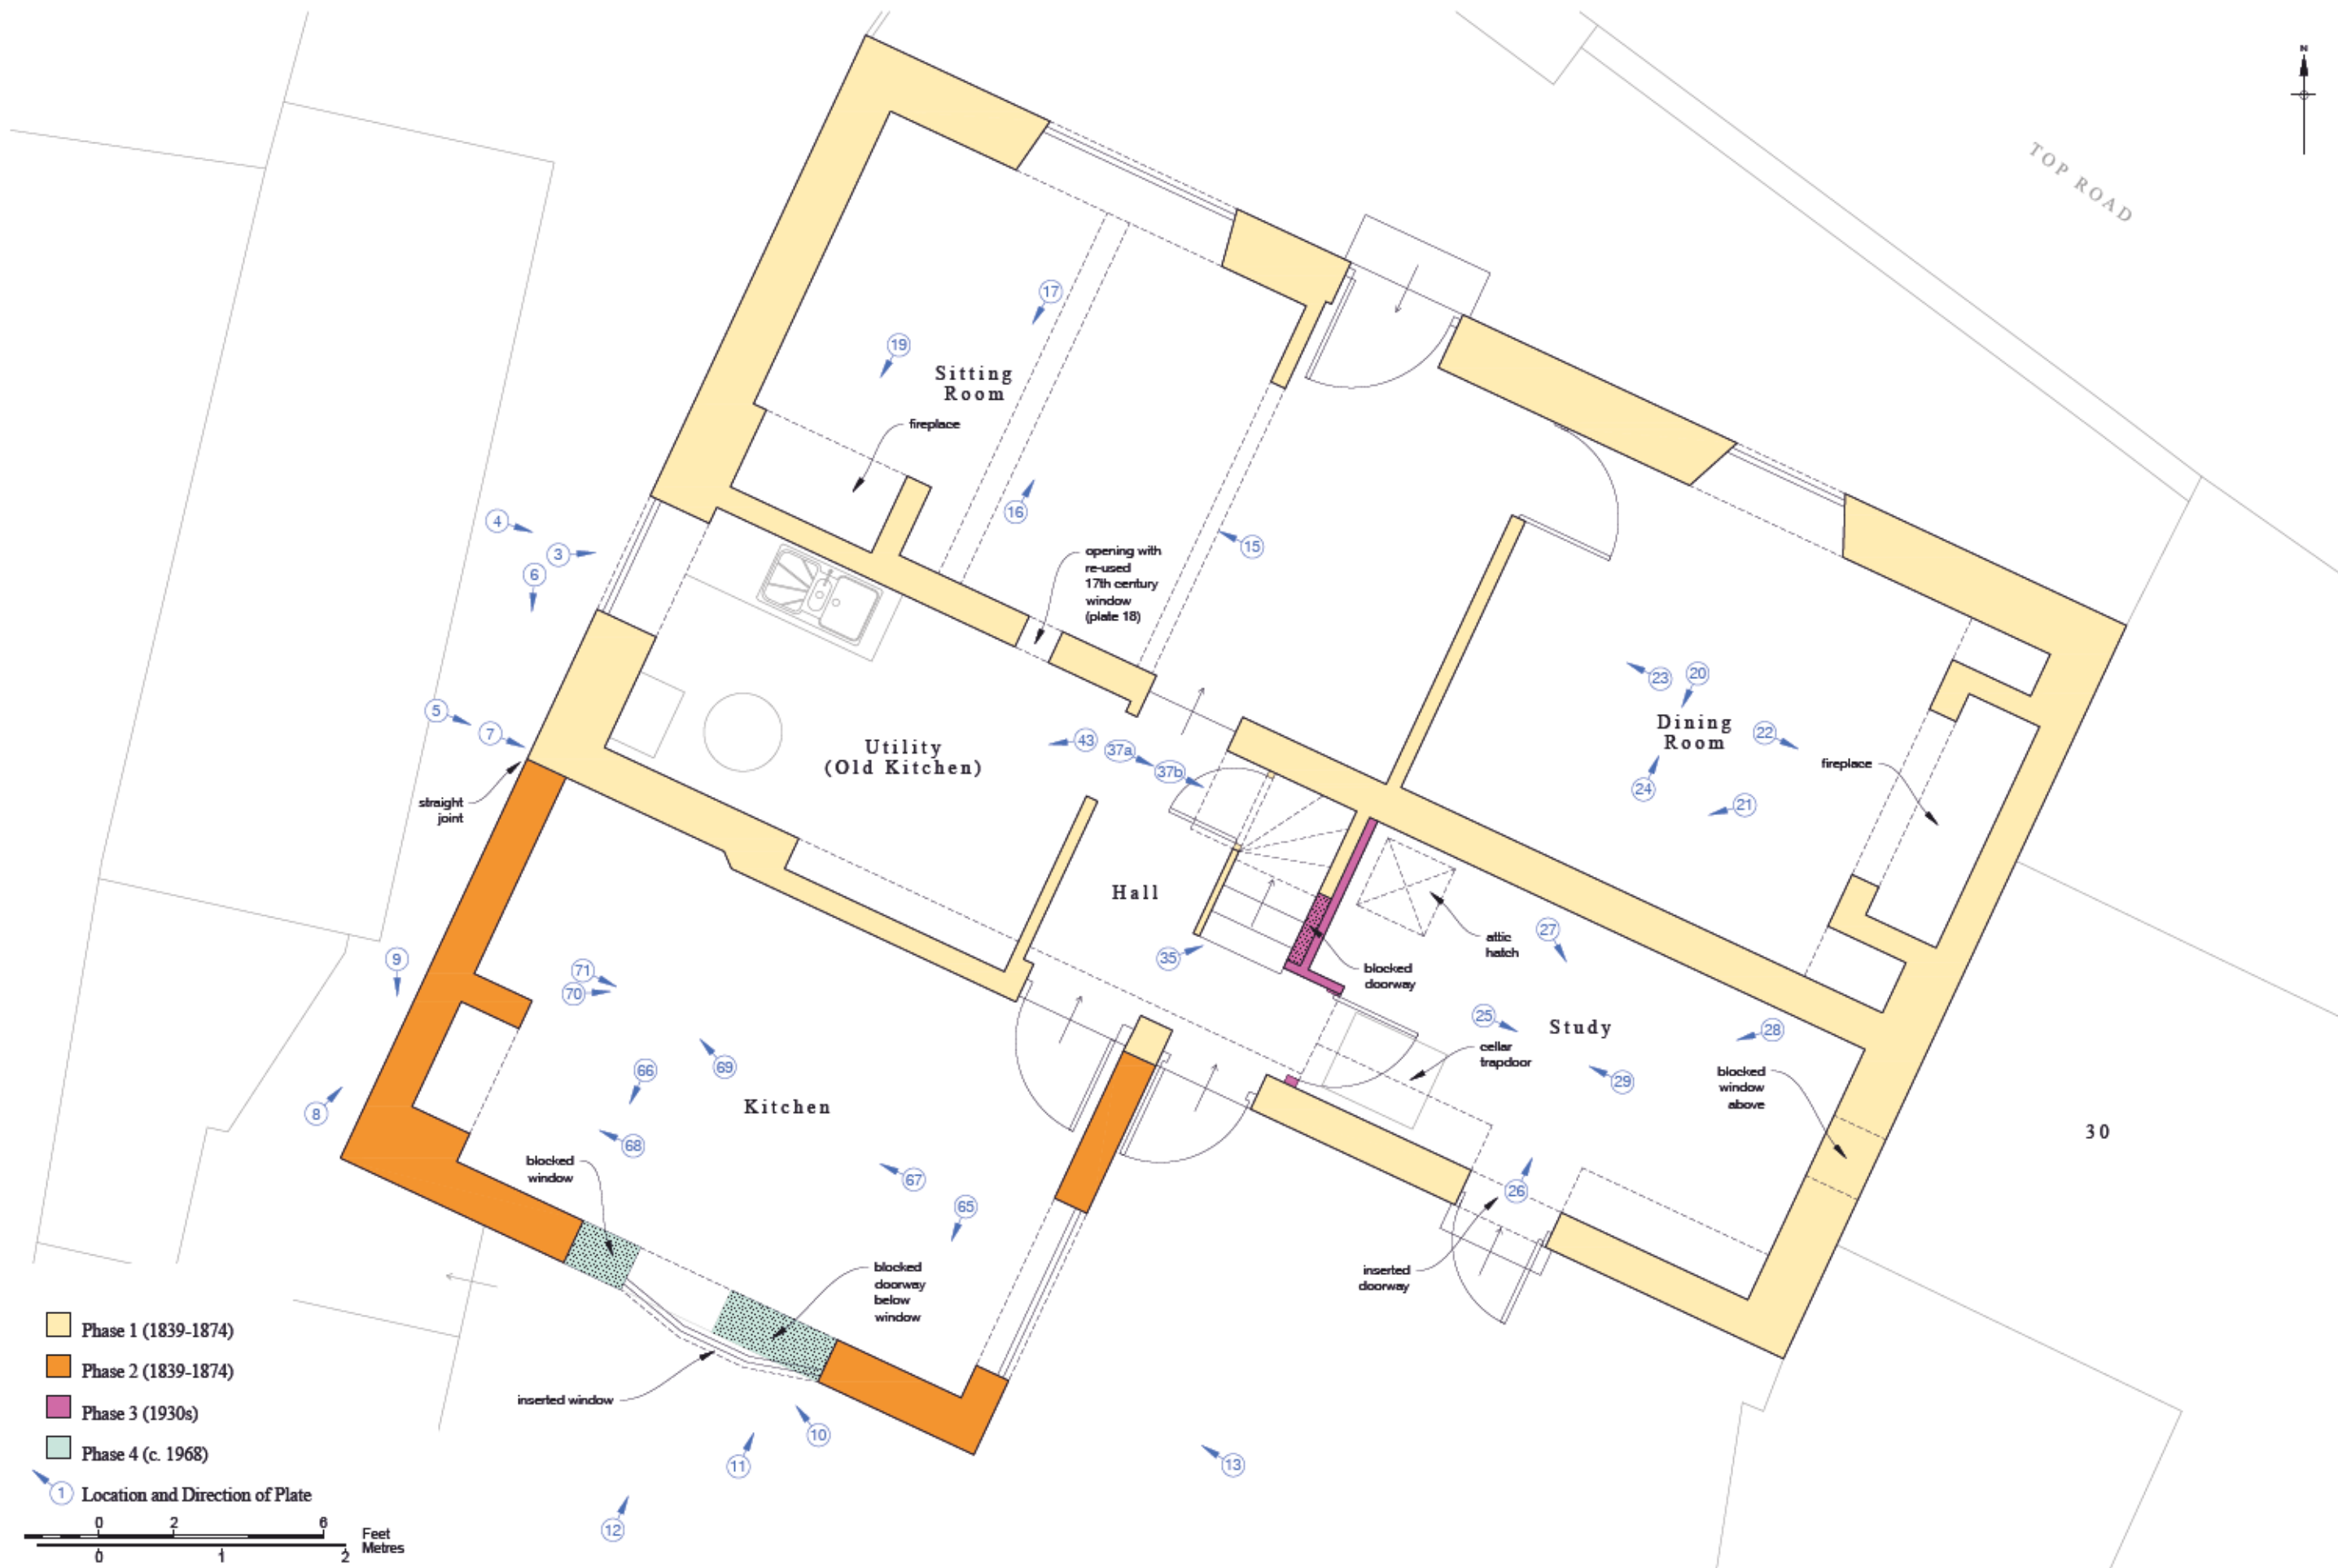 N
TOP ROAD
17
19
Sitting
Room
fireplace
4
3
6
16
15
opening with
re-used
17th century
window
(plate 18)
23
20
Dining
Room
22
24
21
fireplace
5
7
Utility
(Old Kitchen)
43
37a
37b
straight
joint
Hall
35
blocked
doorway
attic
hatch
27
9
71
70
25
Study
28
cellar
trapdoor
29
blocked
window
above
66
69
8
Kitchen
68
30
blocked
window
67
65
26
blocked
doorway
below
window
inserted
doorway
inserted window
10
11
12
13
Phase 1 (1839-1874)
Phase 2 (1839-1874)
Phase 3 (1930s)
Phase 4 (c. 1968)
1 Location and Direction of Plate
0 2 6 Feet
0 1 2 Metres